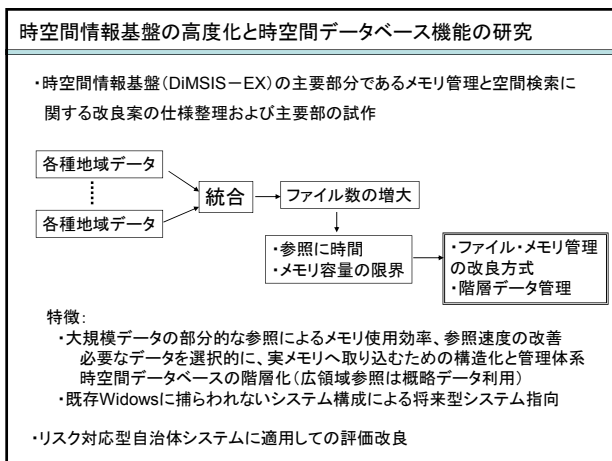 時空間情報基盤の高度化と時空間データベース機能の研究
・時空間情報基盤(DiMSIS－EX)の主要部分であるメモリ管理と空間検索に
関する改良案の仕様整理および主要部の試作
各種地域データ
各種地域データ
統合
ファイル数の増大
・参照に時間
・メモリ容量の限界
・ファイル・メモリ管理
の改良方式
・階層データ管理
特徴:
・大規模データの部分的な参照によるメモリ使用効率、参照速度の改善
必要なデータを選択的に、実メモリへ取り込むための構造化と管理体系
時空間データベースの階層化(広領域参照は概略データ利用)
・既存Widowsに捕らわれないシステム構成による将来型システム指向
・リスク対応型自治体システムに適用しての評価改良